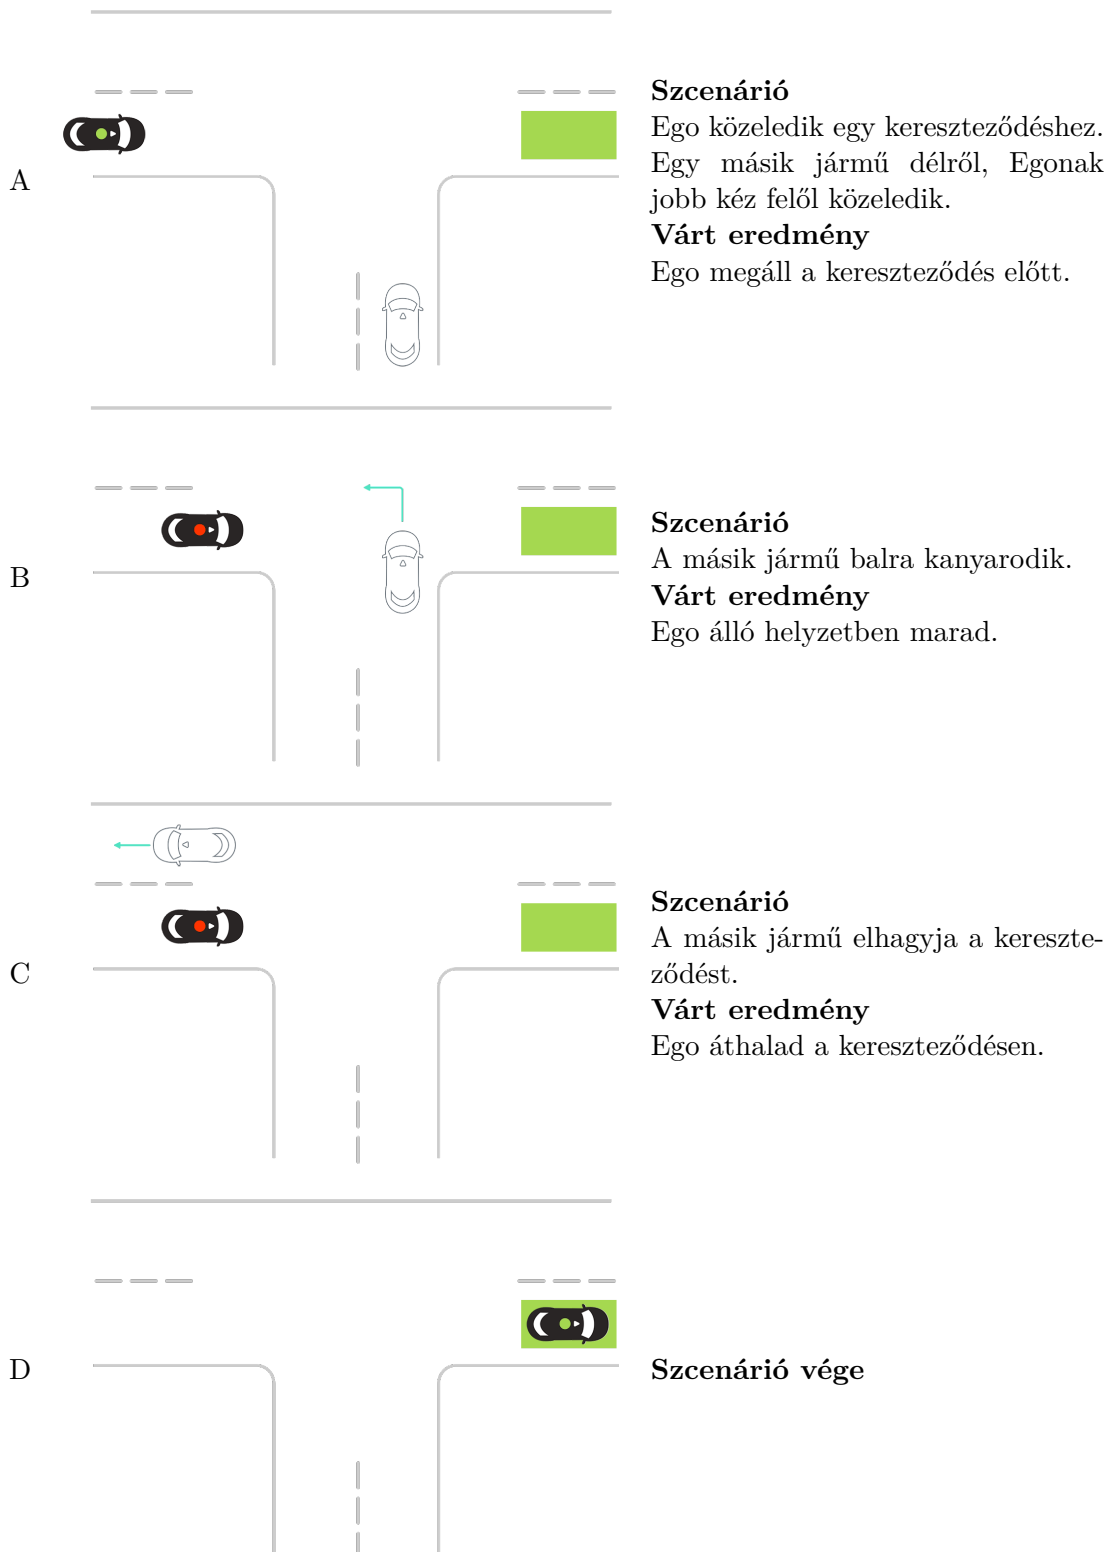 A
Szcenárió
Ego közeledik egy kereszteződéshez.
Egy másik jármű délről, Egonak
jobb kéz felől közeledik.
Várt eredmény
Ego megáll a kereszteződés előtt.
B
Szcenárió
A másik jármű balra kanyarodik.
Várt eredmény
Ego álló helyzetben marad.
C
Szcenárió
A másik jármű elhagyja a kereszte-
ződést.
Várt eredmény
Ego áthalad a kereszteződésen.
D
Szcenárió vége